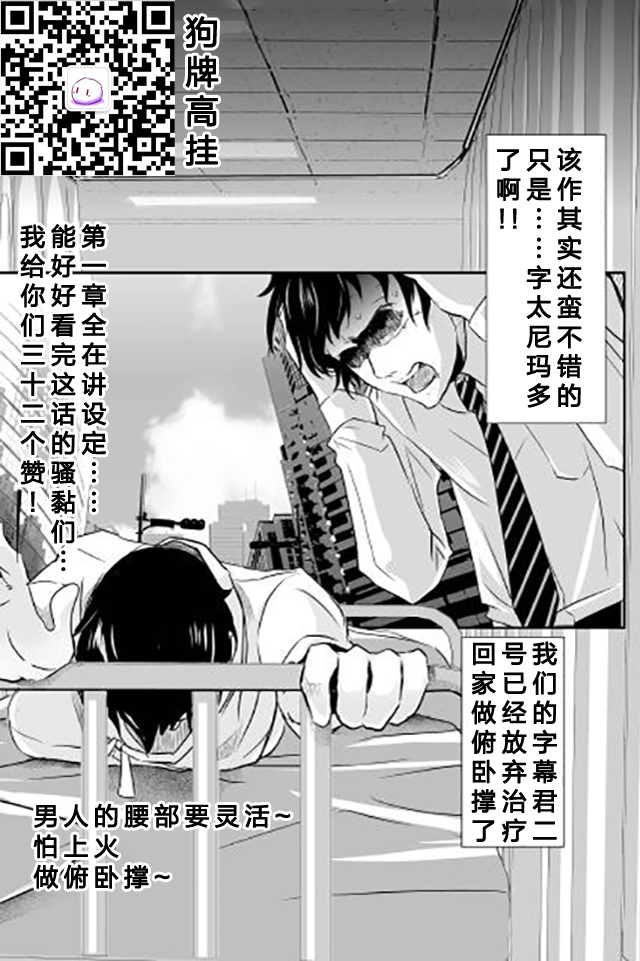 狗牌高挂
该作其实还蛮不错的
只是……字太尼玛多
了啊!!
第一章全在讲设定……
能好好看完这话的骚黏们…
我给你们三十二个赞!
我们的字幕君二
号已经放弃治疗
回家做俯卧撑了
男人的腰部要灵活~
怕上火
做俯卧撑~